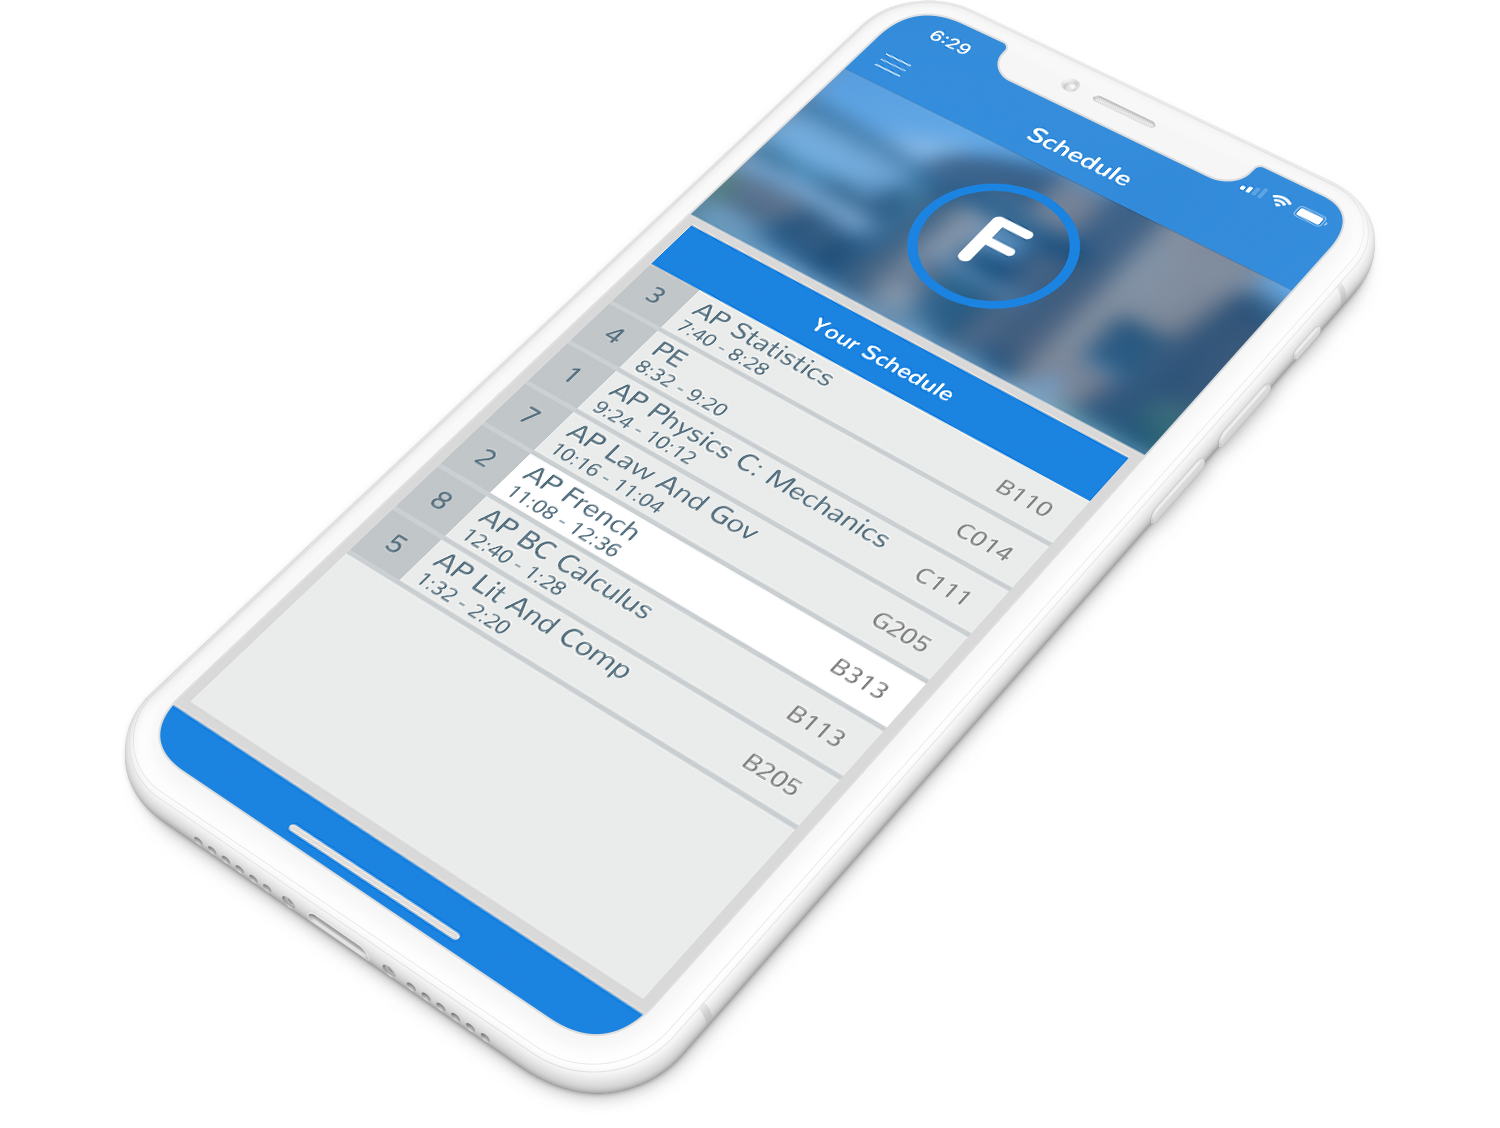 6:29
Schedule
F
Your Schedule
3
AP Statistics
7:40 - 8:28
B110
4
PE
8:32 - 9:20
C014
1
AP Physics C: Mechanics
9:24 - 10:12
C111
7
AP Law And Gov
10:16 - 11:04
G205
2
AP French
11:08 - 12:36
B313
8
AP BC Calculus
12:40 - 1:28
B113
5
AP Lit And Comp
1:32 - 2:20
B205